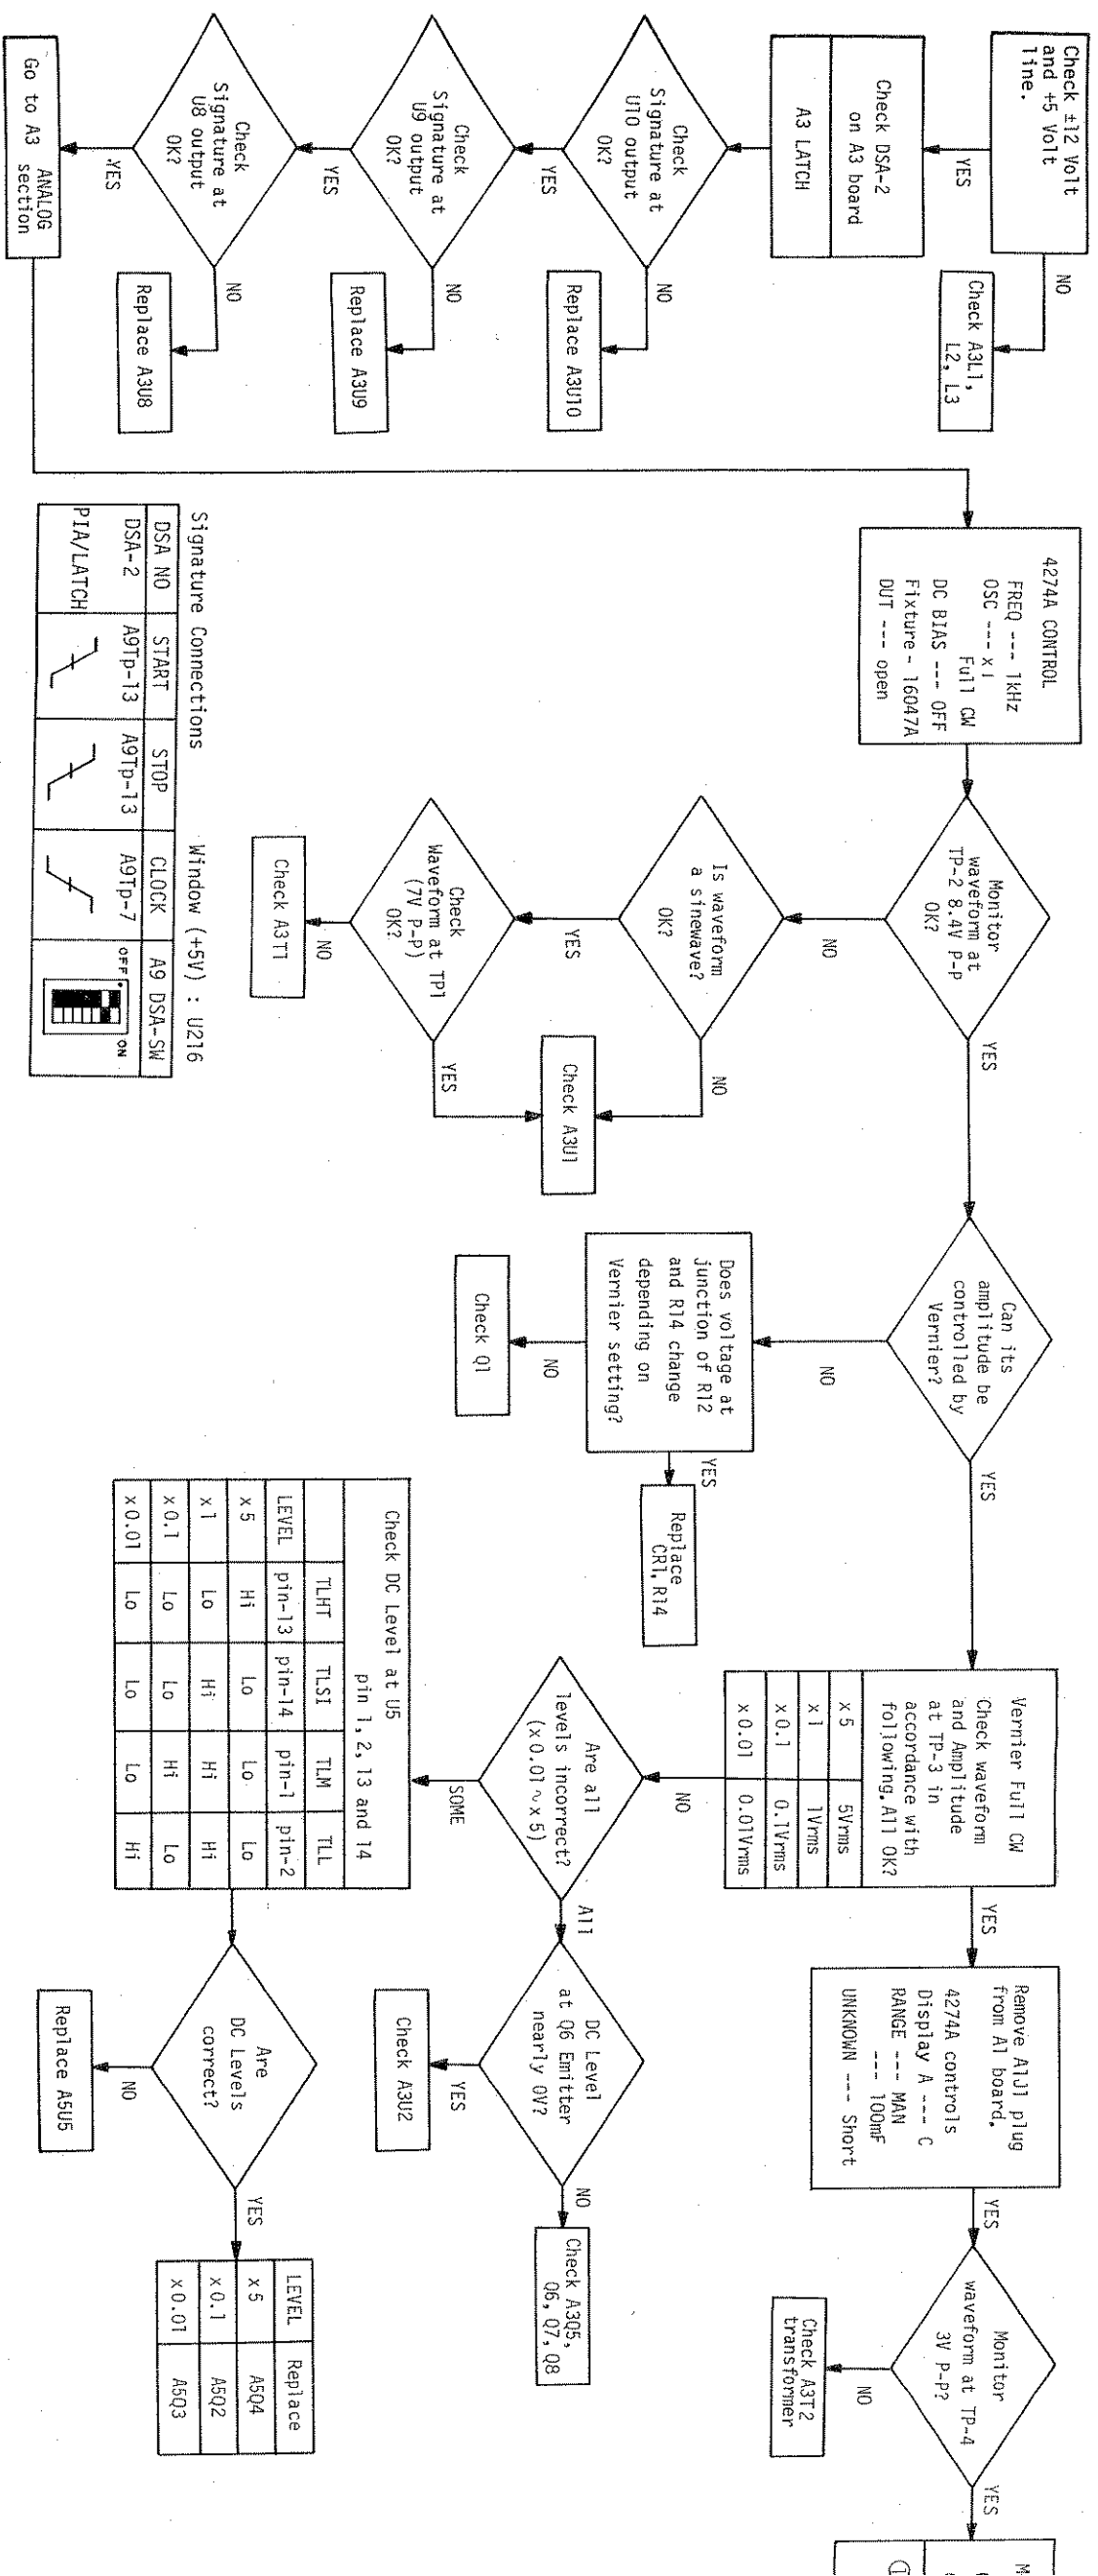 Check ±12 Volt
and +5 Volt
line.
NO
Check A3L1,
L2, L3
YES
Check DSA-2
on A3 board
A3 LATCH
Check
Signature at
U10 output
OK?
NO
Replace A3U10
YES
Check
Signature at
U9 output
OK?
NO
Replace A3U9
YES
Check
Signature at
U8 output
OK?
NO
Replace A3U8
YES
Go to A3 ANALOG
section
4274A CONTROL
FREQ --- 1kHz
OSC --- x 1
Full CW
DC BIAS --- OFF
Fixture - 16047A
DUT --- open
Monitor
waveform at
TP-2 8.4V P-P
OK?
YES
NO
Is waveform
a sinewave?
OK?
NO
YES
Check
Waveform at TP1
(7V P-P)
OK?
YES
NO
Check A3T1
Check A3U1
Signature Connections Window (+5V) : U216
DSA NO START STOP CLOCK A9 DSA-SW
DSA-2 A9Tp-13 A9Tp-13 A9Tp-7
PIA/LATCH
OFF ON
Can its
amplitude be
controlled by
Vernier?
YES
NO
Does voltage at
junction of R12
and R14 change
depending on
Vernier setting?
YES
Replace
CR1, R14
NO
Check Q1
Vernier Full CW
Check waveform
and Amplitude
at TP-3 in
accordance with
following. All OK?
x 5 5Vrms
x 1 1Vrms
x 0.1 0.1Vrms
x 0.01 0.01Vrms
YES
NO
Are all
levels incorrect?
(x 0.01 ~ x 5)
All
SOME
DC Level
at Q6 Emitter
nearly 0V?
NO
Check A3Q5,
Q6, Q7, Q8
YES
Check A3U2
Check DC Level at U5
pin 1, 2, 13 and 14
TLHT TLSI TLM TLL
LEVEL pin-13 pin-14 pin-1 pin-2
x 5 Hi Lo Lo Lo
x 1 Lo Hi Hi Hi
x 0.1 Lo Lo Hi Lo
x 0.01 Lo Lo Lo Hi
Are
DC Levels
correct?
YES
NO
Replace A5U5
LEVEL Replace
x 5 A5Q4
x 0.1 A5Q2
x 0.01 A5Q3
Remove A1J1 plug
from A1 board.
4274A controls
Display A --- C
RANGE --- MAN
--- 100mF
UNKNOWN --- Short
YES
Monitor
waveform at TP-4
3V P-P?
YES
NO
Check A3T2
transformer